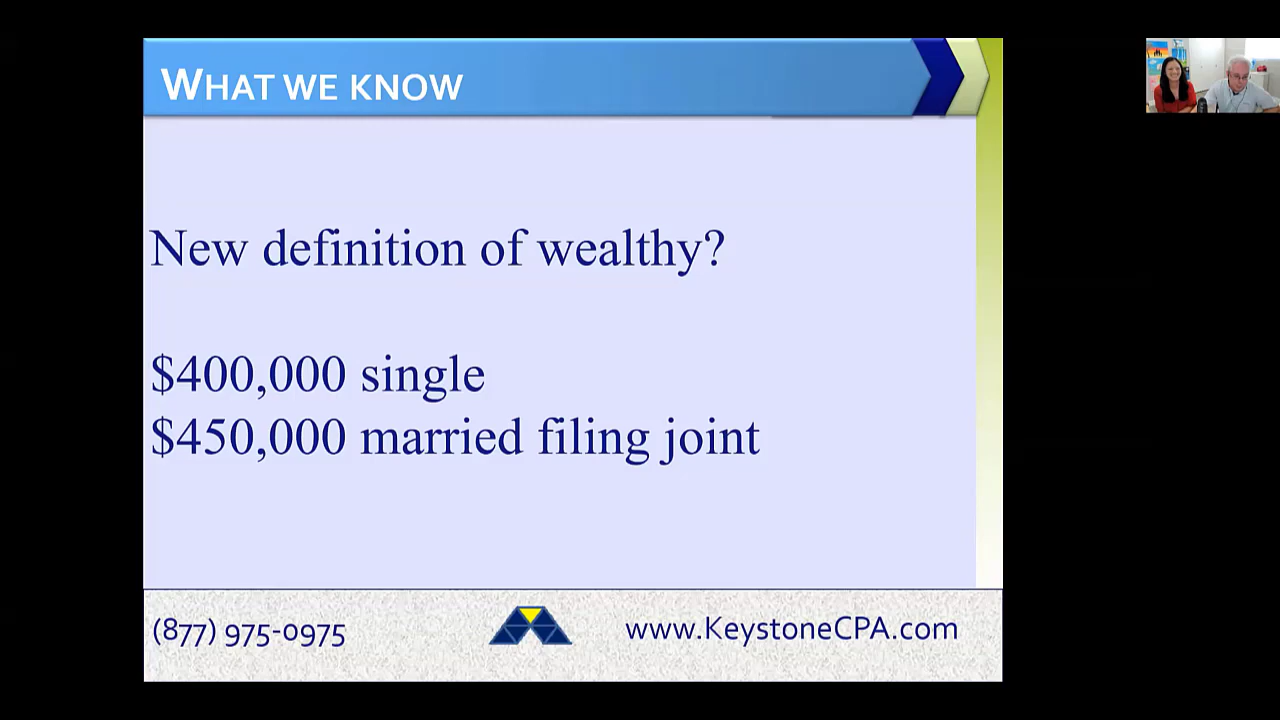 WHAT WE KNOW
New definition of wealthy?
$400,000 single
$450,000 married filing joint
(877) 975-0975
www.KeystoneCPA.com